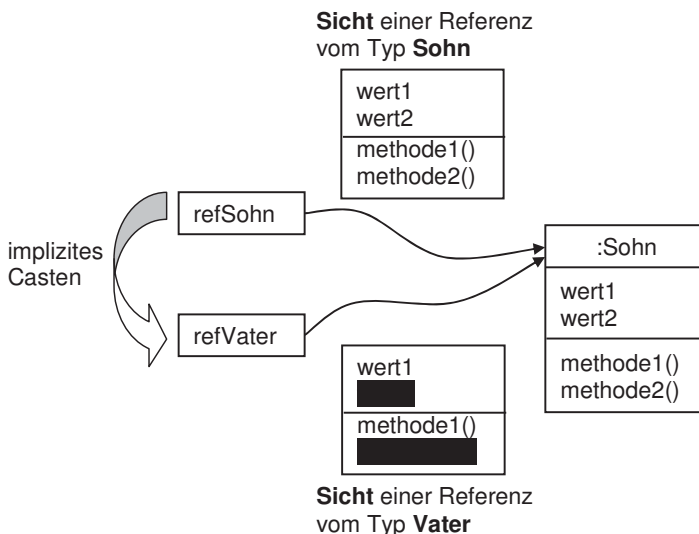 Sicht einer Referenz
vom Typ Sohn
wert1
wert2
methode1()
methode2()
refSohn
implizites
Casten
:Sohn
wert1
wert2
methode1()
methode2()
refVater
wert1
methode1()
Sicht einer Referenz
vom Typ Vater